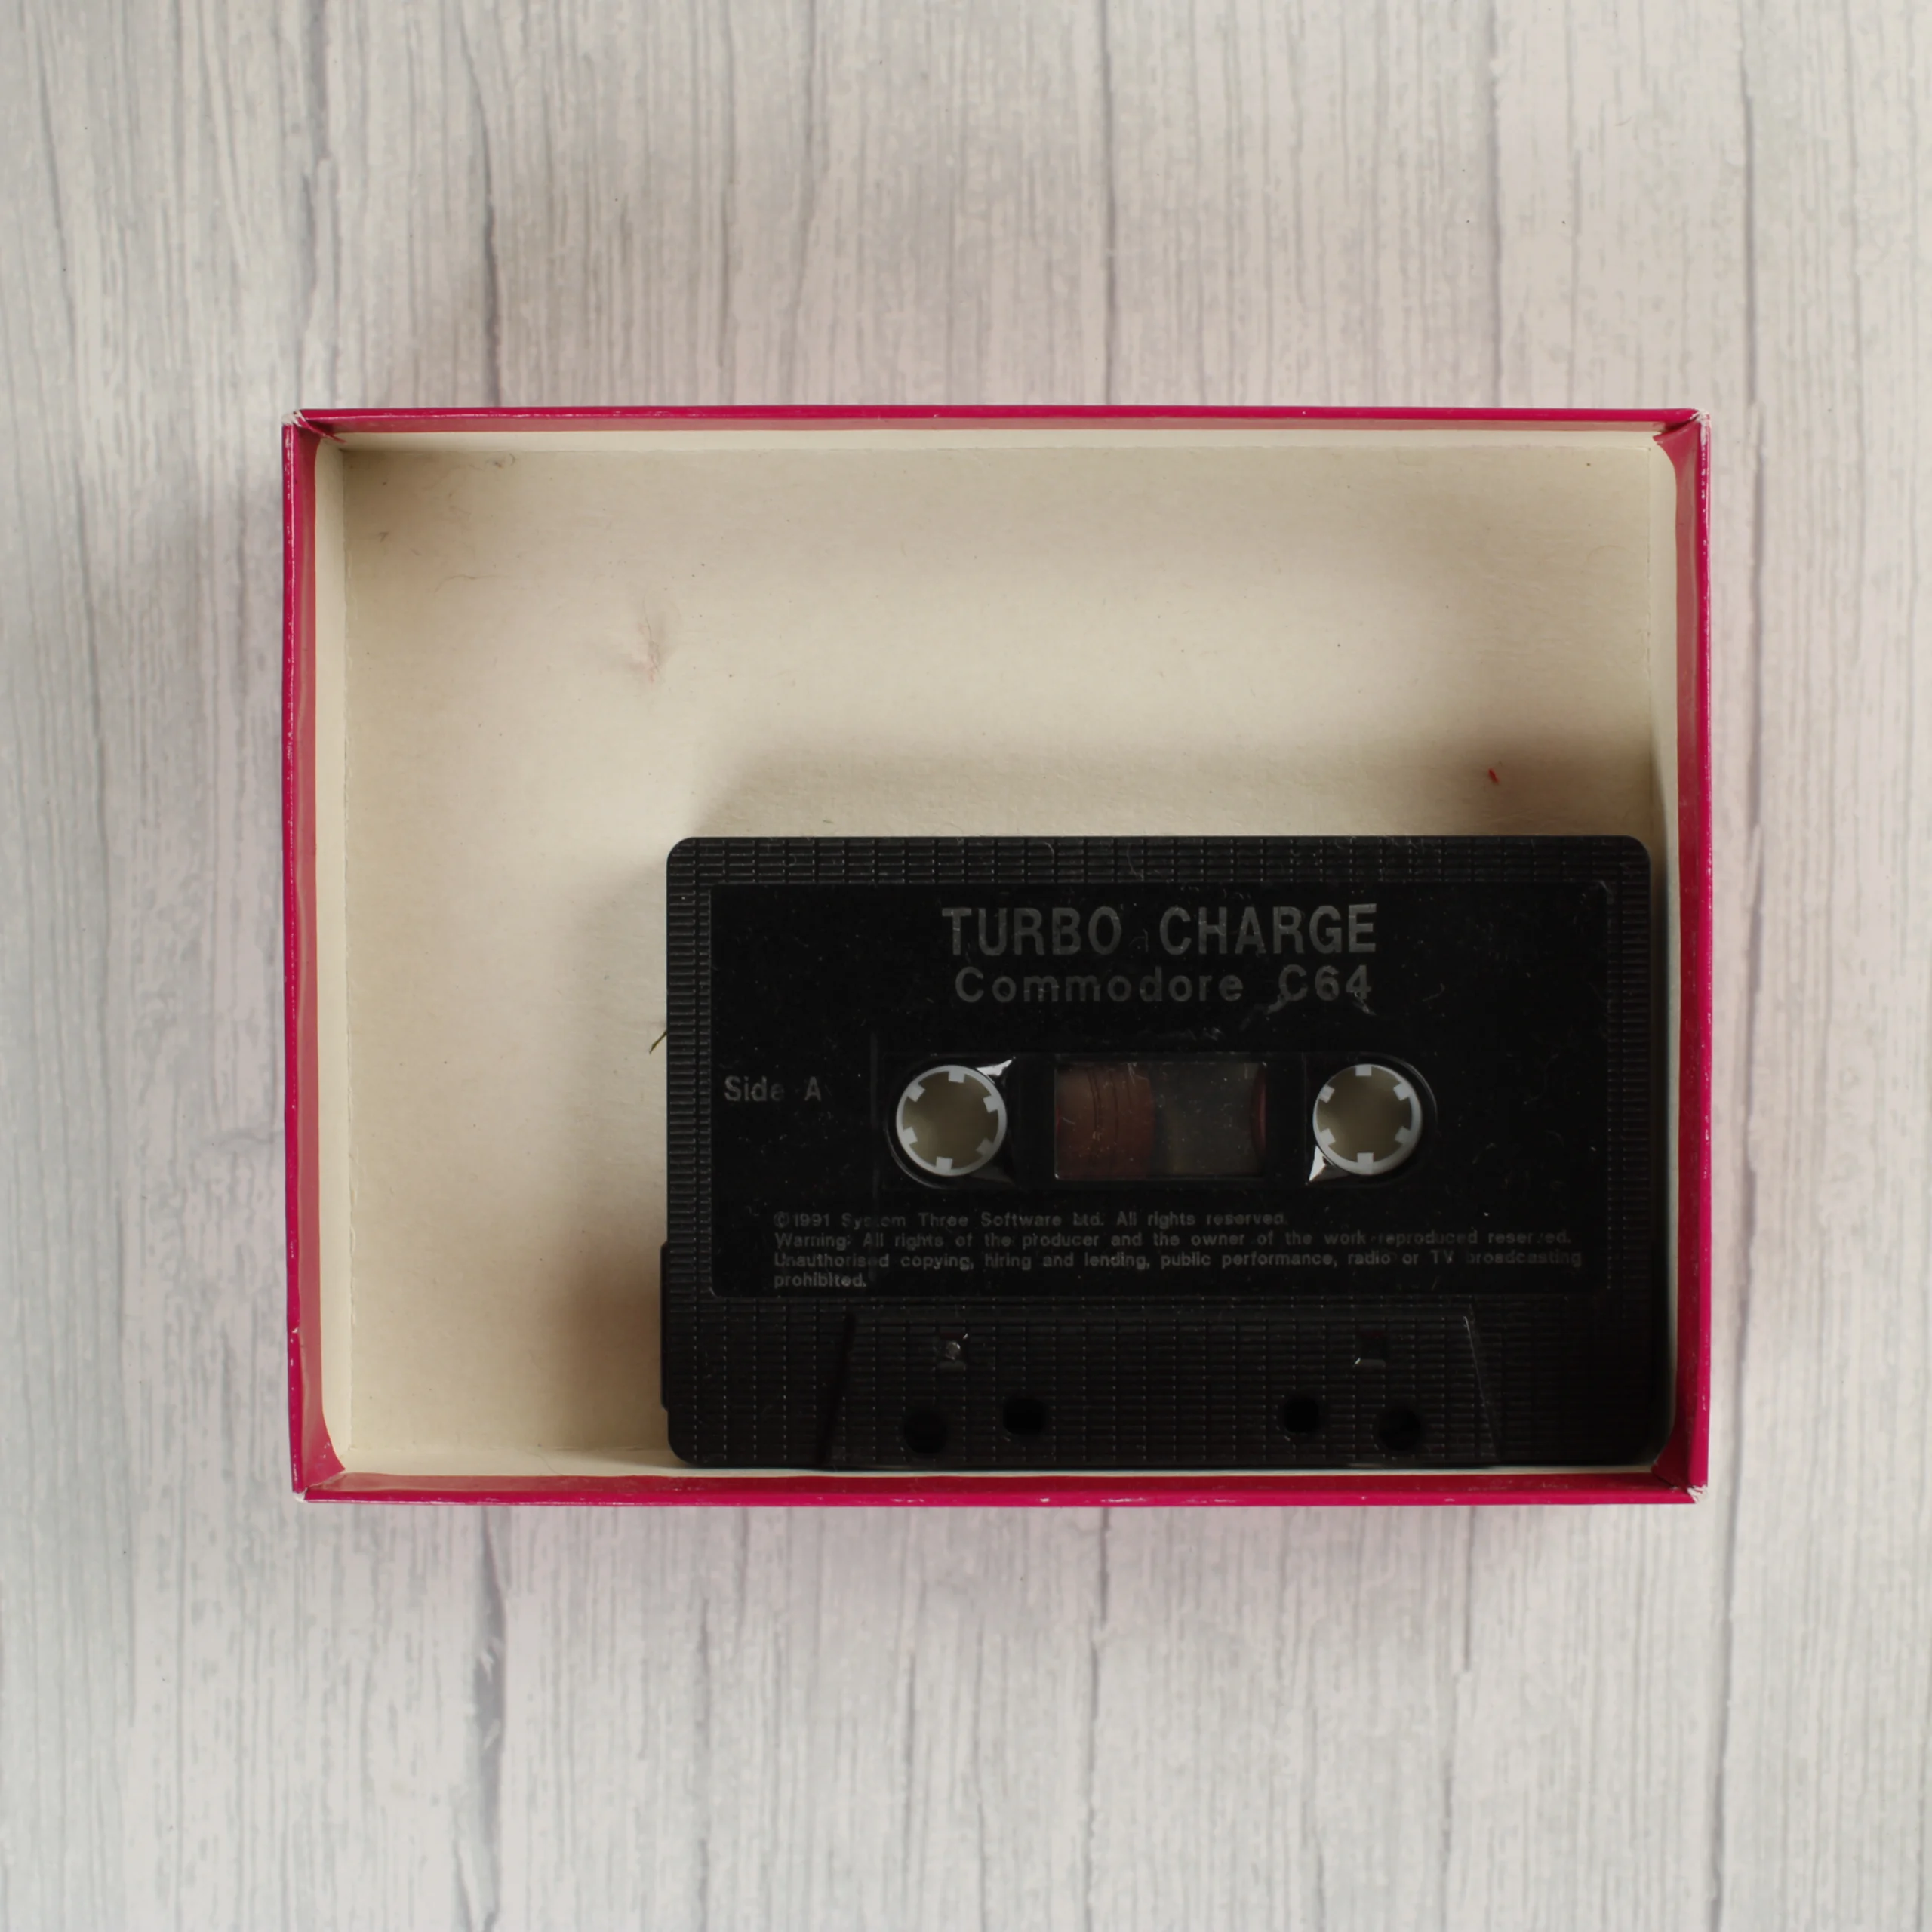 TURBO CHARGE
Commodore C64
Side A
©1991 System Three Software Ltd. All rights reserved.
Warning: All rights of the producer and the owner of the work reproduced reserved.
Unauthorised copying, hiring and lending, public performance, radio or TV broadcasting
prohibited.